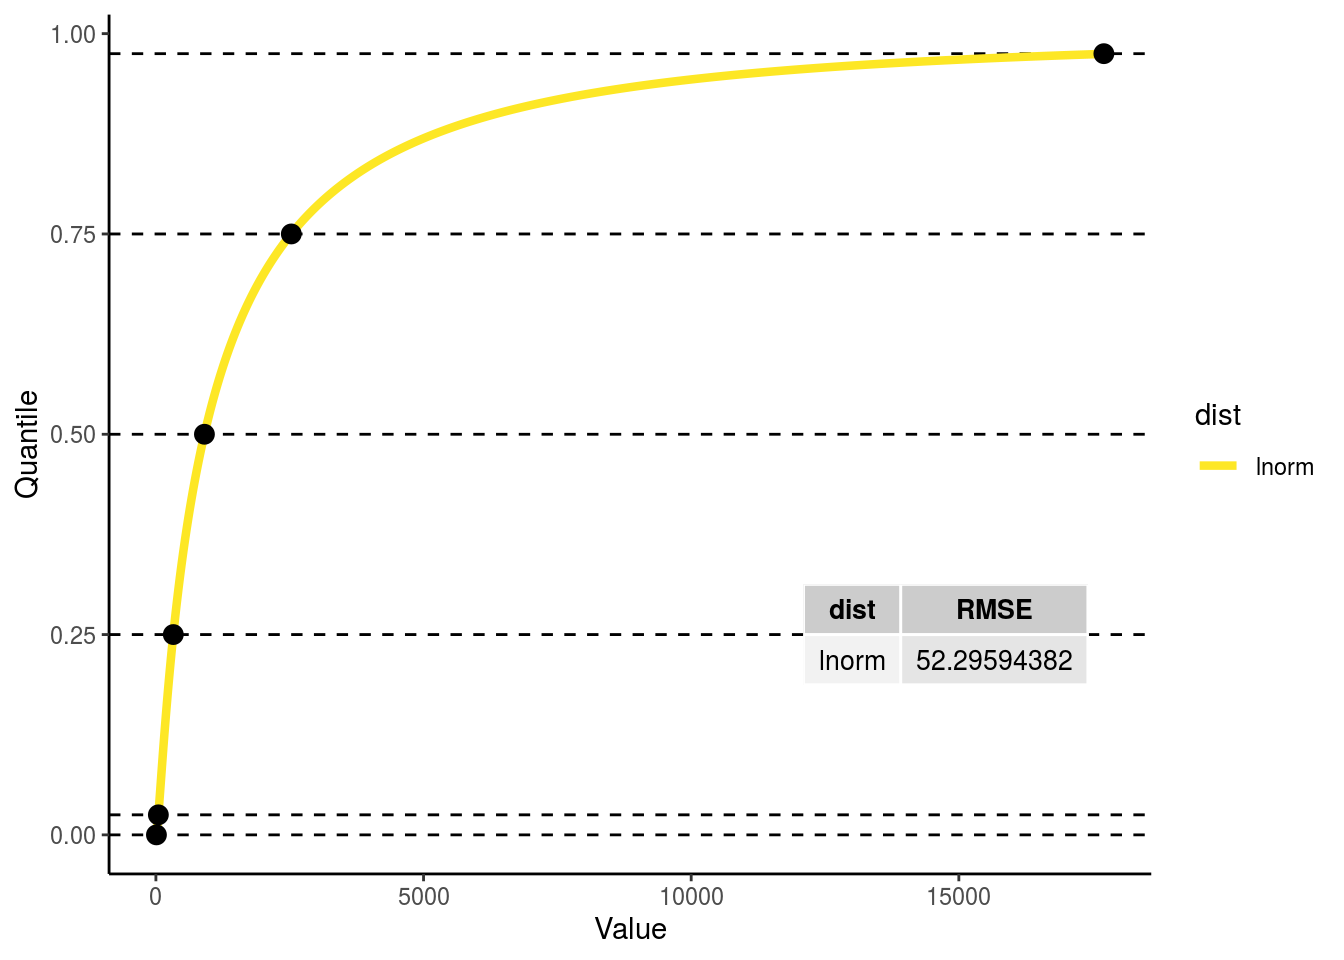 1.00
0.75
0.50
0.25
0.00
Quantile
0 5000 10000 15000
Value
dist
lnorm
dist RMSE
lnorm 52.29594382